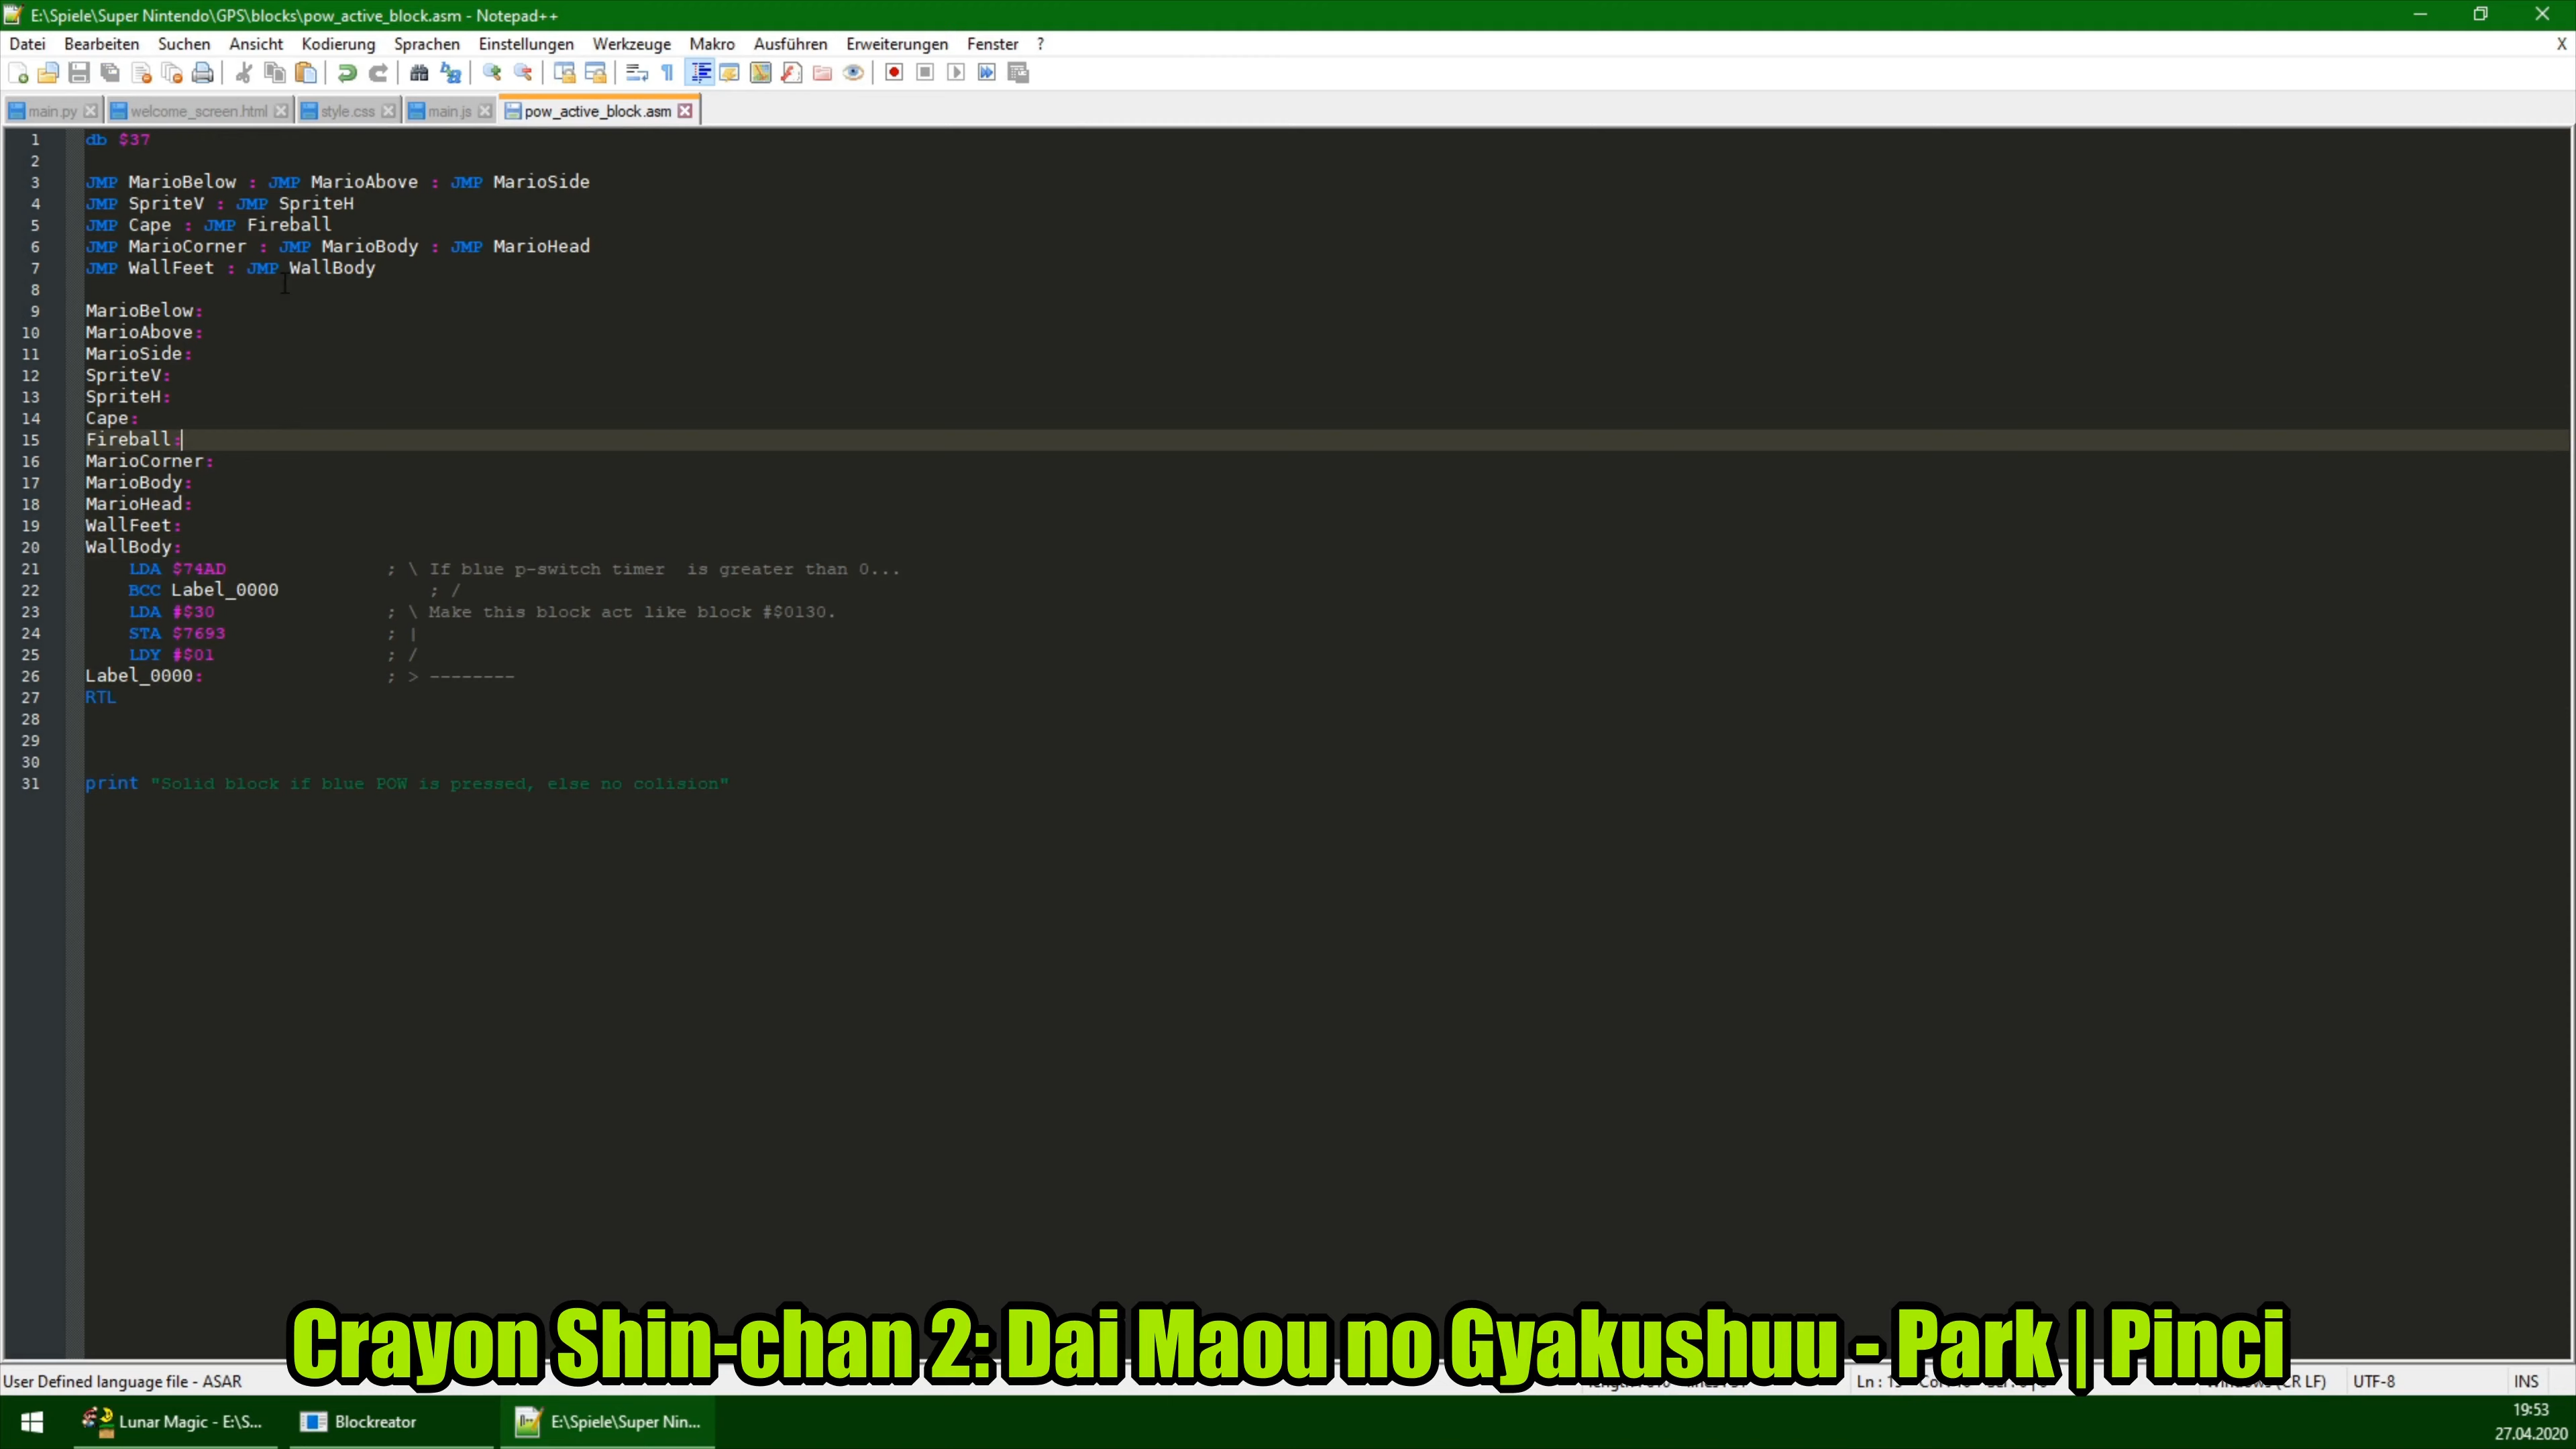 E:\Spiele\Super Nintendo\GPS\blocks\pow_active_block.asm - Notepad++
Datei Bearbeiten Suchen Ansicht Kodierung Sprachen Einstellungen Werkzeuge Makro Ausführen Erweiterungen Fenster ? X
main.py welcome_screen.html style.css main.js pow_active_block.asm
1 db $37
2
3 JMP MarioBelow : JMP MarioAbove : JMP MarioSide
4 JMP SpriteV : JMP SpriteH
5 JMP Cape : JMP Fireball
6 JMP MarioCorner : JMP MarioBody : JMP MarioHead
7 JMP WallFeet : JMP WallBody
8
9 MarioBelow:
10 MarioAbove:
11 MarioSide:
12 SpriteV:
13 SpriteH:
14 Cape:
15 Fireball:
16 MarioCorner:
17 MarioBody:
18 MarioHead:
19 WallFeet:
20 WallBody:
21 LDA $74AD ; \ If blue p-switch timer  is greater than 0...
22 BCC Label_0000 ; /
23 LDA #$30 ; \ Make this block act like block #$0130.
24 STA $7693 ; |
25 LDY #$01 ; /
26 Label_0000: ; > --------
27 RTL
28
29
30
31 print "Solid block if blue POW is pressed, else no colision"
Crayon Shin-chan 2: Dai Maou no Gyakushuu - Park | Pinci
User Defined language file - ASAR UTF-8 INS
Lunar Magic - E:\S... Blockreator E:\Spiele\Super Nin...
19:53
27.04.2020